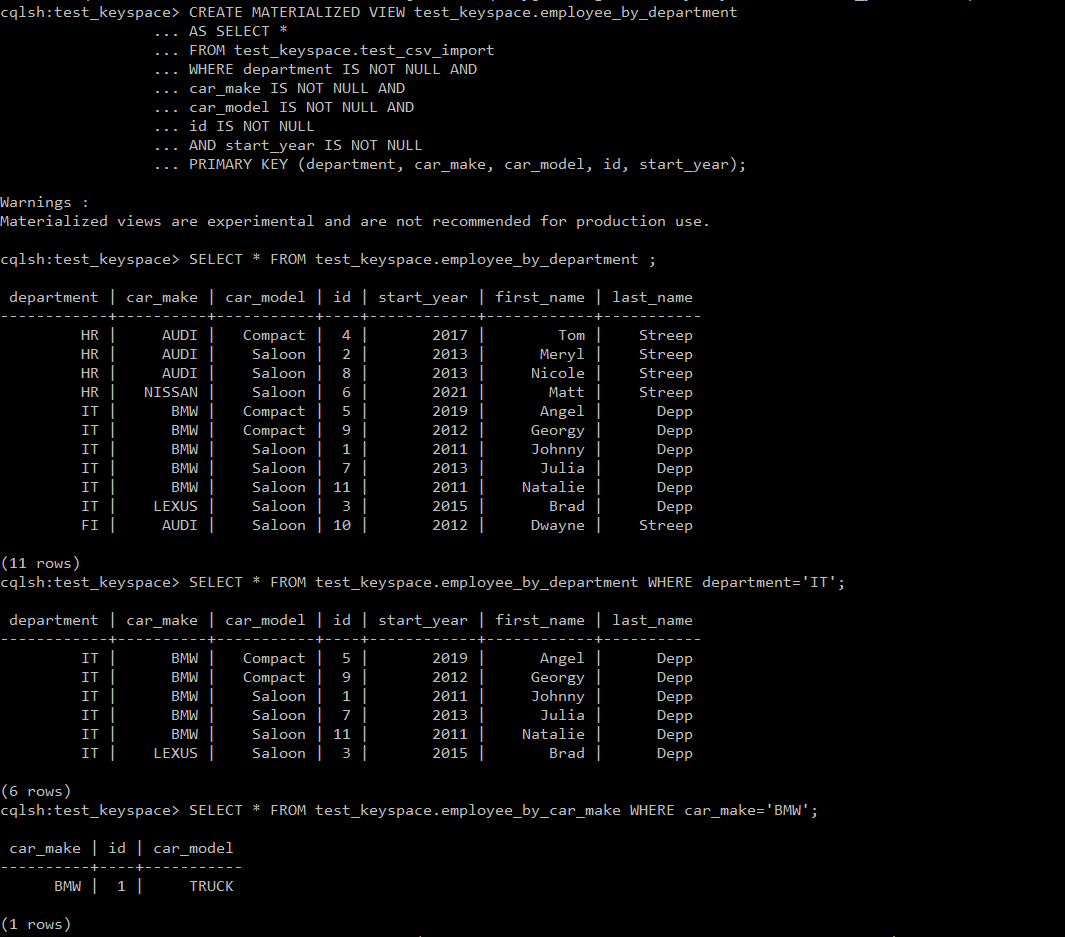 cqlsh:test_keyspace> CREATE MATERIALIZED VIEW test_keyspace.employee_by_department
                 ... AS SELECT *
                 ... FROM test_keyspace.test_csv_import
                 ... WHERE department IS NOT NULL AND
                 ... car_make IS NOT NULL AND
                 ... car_model IS NOT NULL AND
                 ... id IS NOT NULL
                 ... AND start_year IS NOT NULL
                 ... PRIMARY KEY (department, car_make, car_model, id, start_year);
Warnings :
Materialized views are experimental and are not recommended for production use.
cqlsh:test_keyspace> SELECT * FROM test_keyspace.employee_by_department ;
 department | car_make | car_model | id | start_year | first_name | last_name
------------+----------+-----------+----+------------+------------+-----------
         HR |     AUDI |   Compact |  4 |       2017 |        Tom |    Streep
         HR |     AUDI |    Saloon |  2 |       2013 |      Meryl |    Streep
         HR |     AUDI |    Saloon |  8 |       2013 |     Nicole |    Streep
         HR |   NISSAN |    Saloon |  6 |       2021 |       Matt |    Streep
         IT |      BMW |   Compact |  5 |       2019 |      Angel |      Depp
         IT |      BMW |   Compact |  9 |       2012 |     Georgy |      Depp
         IT |      BMW |    Saloon |  1 |       2011 |     Johnny |      Depp
         IT |      BMW |    Saloon |  7 |       2013 |      Julia |      Depp
         IT |      BMW |    Saloon | 11 |       2011 |    Natalie |      Depp
         IT |    LEXUS |    Saloon |  3 |       2015 |       Brad |      Depp
         FI |     AUDI |    Saloon | 10 |       2012 |     Dwayne |    Streep
(11 rows)
cqlsh:test_keyspace> SELECT * FROM test_keyspace.employee_by_department WHERE department='IT';
 department | car_make | car_model | id | start_year | first_name | last_name
------------+----------+-----------+----+------------+------------+-----------
         IT |      BMW |   Compact |  5 |       2019 |      Angel |      Depp
         IT |      BMW |   Compact |  9 |       2012 |     Georgy |      Depp
         IT |      BMW |    Saloon |  1 |       2011 |     Johnny |      Depp
         IT |      BMW |    Saloon |  7 |       2013 |      Julia |      Depp
         IT |      BMW |    Saloon | 11 |       2011 |    Natalie |      Depp
         IT |    LEXUS |    Saloon |  3 |       2015 |       Brad |      Depp
(6 rows)
cqlsh:test_keyspace> SELECT * FROM test_keyspace.employee_by_car_make WHERE car_make='BMW';
 car_make | id | car_model
----------+----+-----------
      BMW |  1 |     TRUCK
(1 rows)